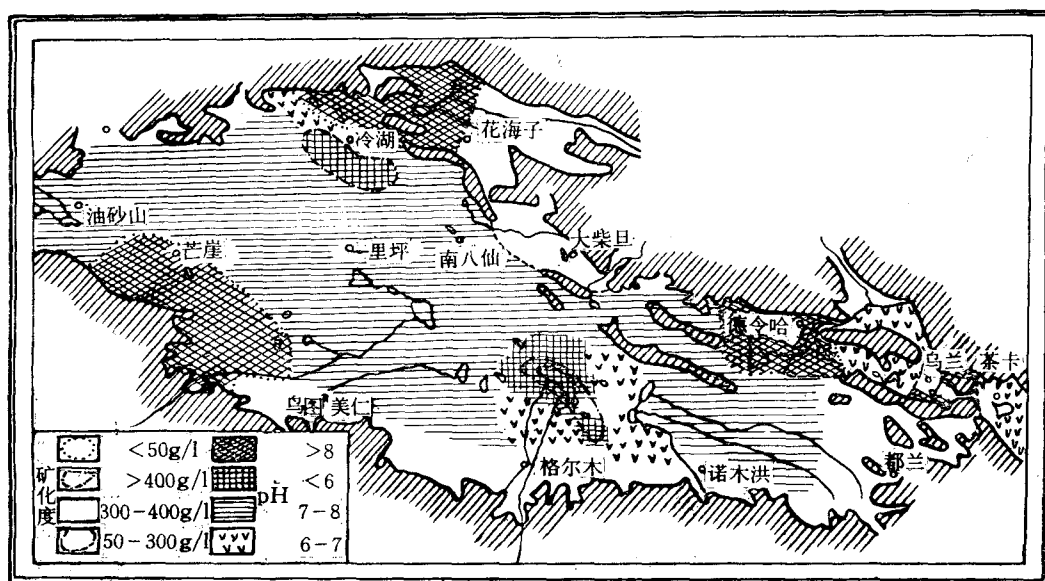 冷湖
花海子
油砂山
芒崖
一里坪
南八仙
大柴旦
德令哈
乌兰
茶卡
乌图美仁
格尔木
诺木洪
都兰
矿化度
<50g/l
>400g/l
300-400g/l
50-300g/l
pH
>8
<6
7-8
6-7